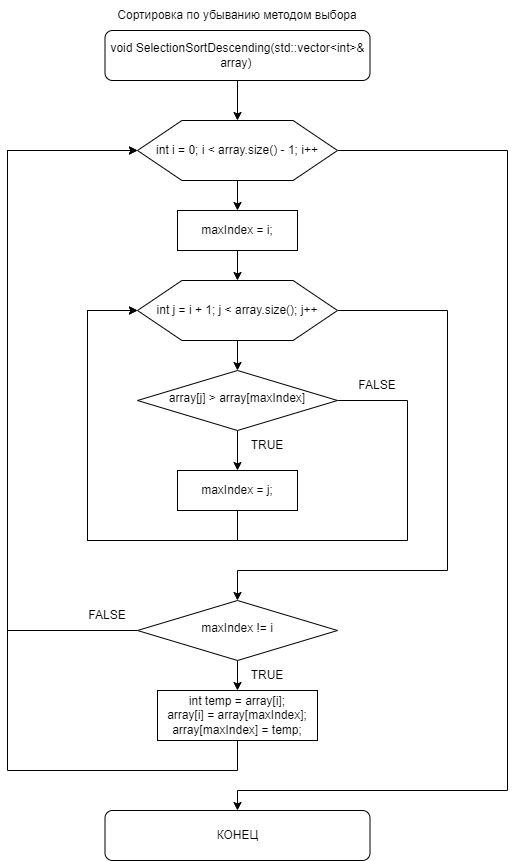 Сортировка по убыванию методом выбора
void SelectionSortDescending(std::vector<int>&
array)
int i = 0; i < array.size() - 1; i++
maxIndex = i;
int j = i + 1; j < array.size(); j++
array[j] > array[maxIndex]
FALSE
TRUE
maxIndex = j;
FALSE
maxIndex != i
TRUE
int temp = array[i];
array[i] = array[maxIndex];
array[maxIndex] = temp;
КОНЕЦ